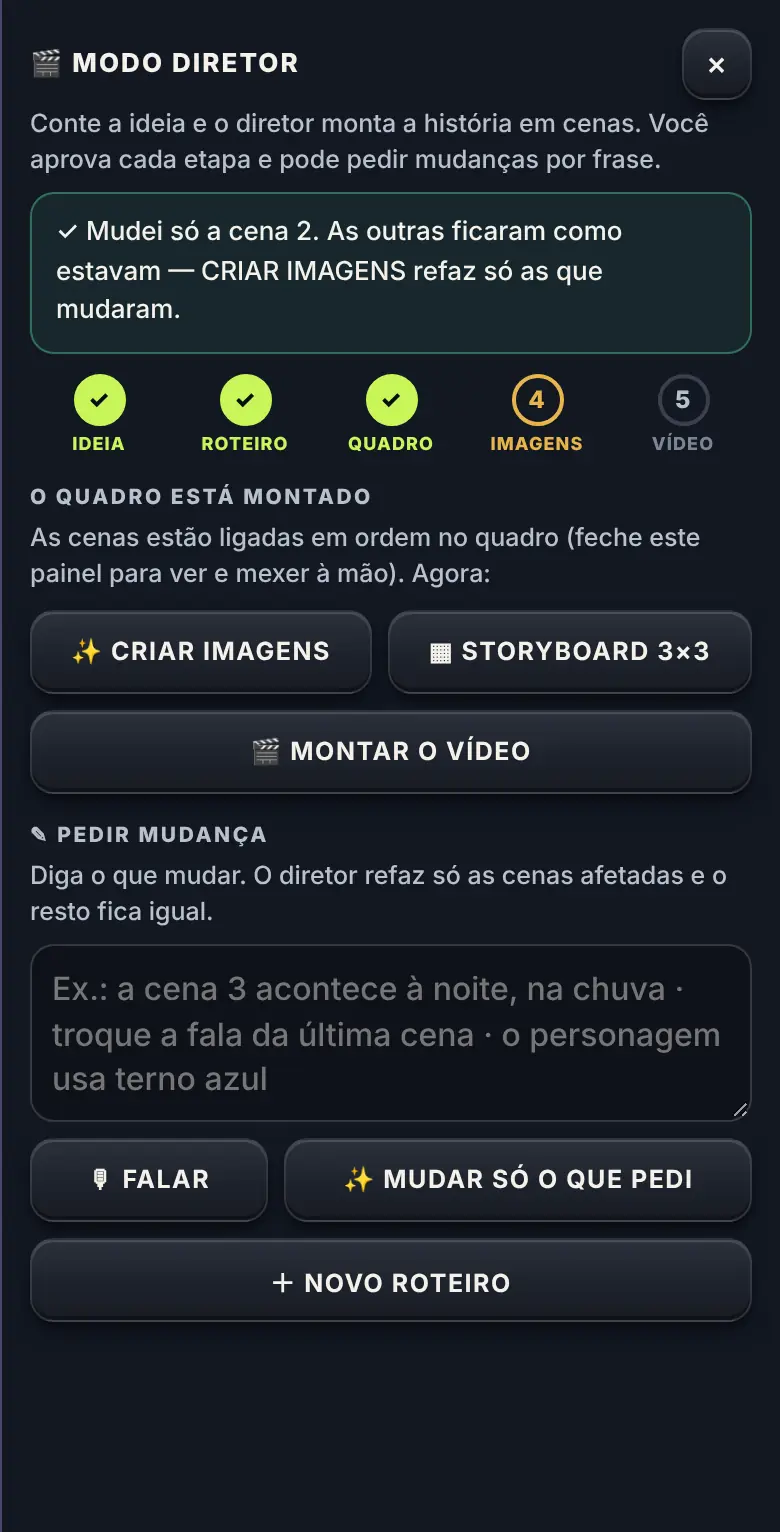 🎬 MODO DIRETOR
×
Conte a ideia e o diretor monta a história em cenas. Você
aprova cada etapa e pode pedir mudanças por frase.
✓ Mudei só a cena 2. As outras ficaram como
estavam — CRIAR IMAGENS refaz só as que
mudaram.
✓ ✓ ✓ 4 5
IDEIA ROTEIRO QUADRO IMAGENS VÍDEO
O QUADRO ESTÁ MONTADO
As cenas estão ligadas em ordem no quadro (feche este
painel para ver e mexer à mão). Agora:
✨ CRIAR IMAGENS
▦ STORYBOARD 3×3
🎬 MONTAR O VÍDEO
✎ PEDIR MUDANÇA
Diga o que mudar. O diretor refaz só as cenas afetadas e o
resto fica igual.
Ex.: a cena 3 acontece à noite, na chuva ·
troque a fala da última cena · o personagem
usa terno azul
🎙 FALAR
✨ MUDAR SÓ O QUE PEDI
＋ NOVO ROTEIRO